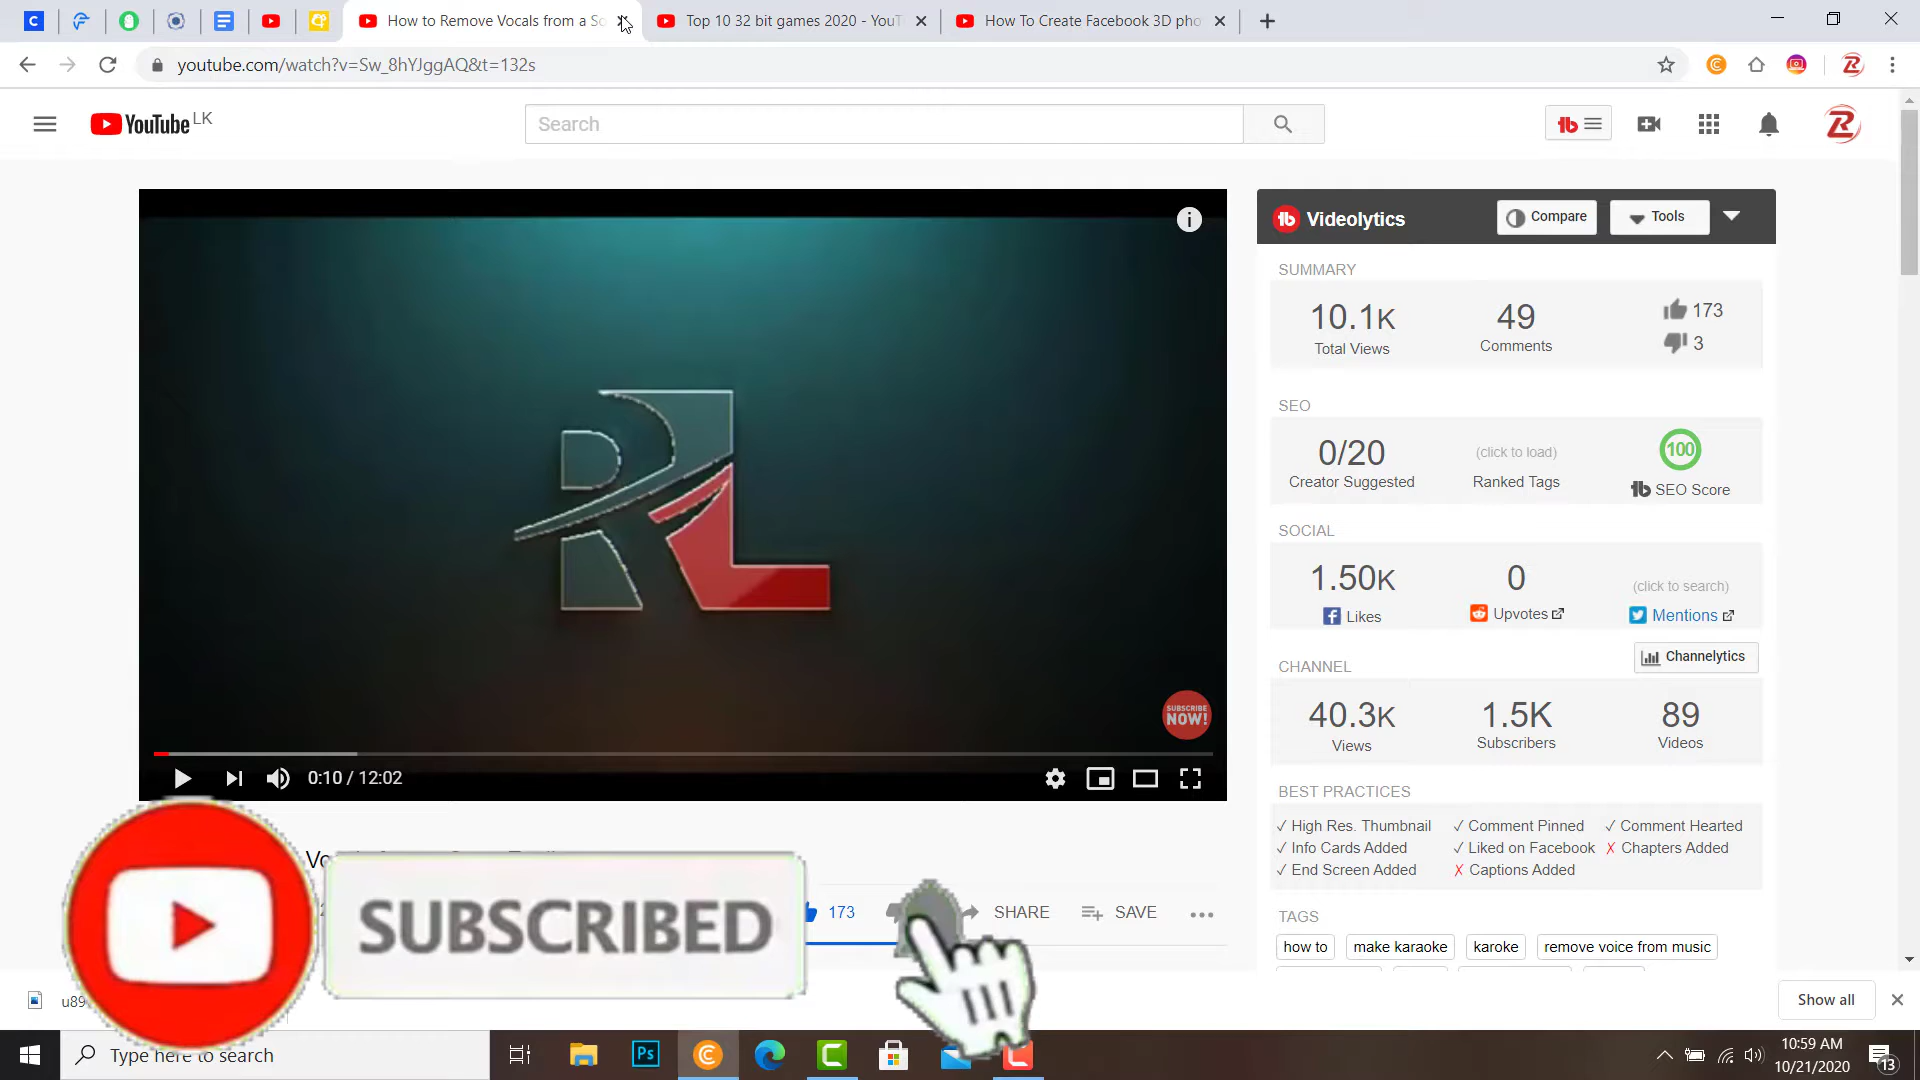 How to Remove Vocals from a So
Top 10 32 bit games 2020 - YouT
How To Create Facebook 3D pho
youtube.com/watch?v=Sw_8hYJggAQ&t=132s
YouTube LK
Search
Videolytics
Compare
Tools
SUMMARY
10.1K
Total Views
49
Comments
173
3
SEO
0/20
Creator Suggested
(click to load)
Ranked Tags
100
SEO Score
SOCIAL
1.50K
Likes
0
Upvotes
(click to search)
Mentions
CHANNEL
Channelytics
40.3K
Views
1.5K
Subscribers
89
Videos
BEST PRACTICES
✓ High Res. Thumbnail ✓ Comment Pinned ✓ Comment Hearted
✓ Info Cards Added ✓ Liked on Facebook ✗ Chapters Added
✓ End Screen Added ✗ Captions Added
TAGS
how to make karaoke karoke remove voice from music
RL
SUBSCRIBE
NOW!
0:10 / 12:02
173
SHARE
SAVE
SUBSCRIBED
u89
Show all
Type here to search
Ps
10:59 AM
10/21/2020
13